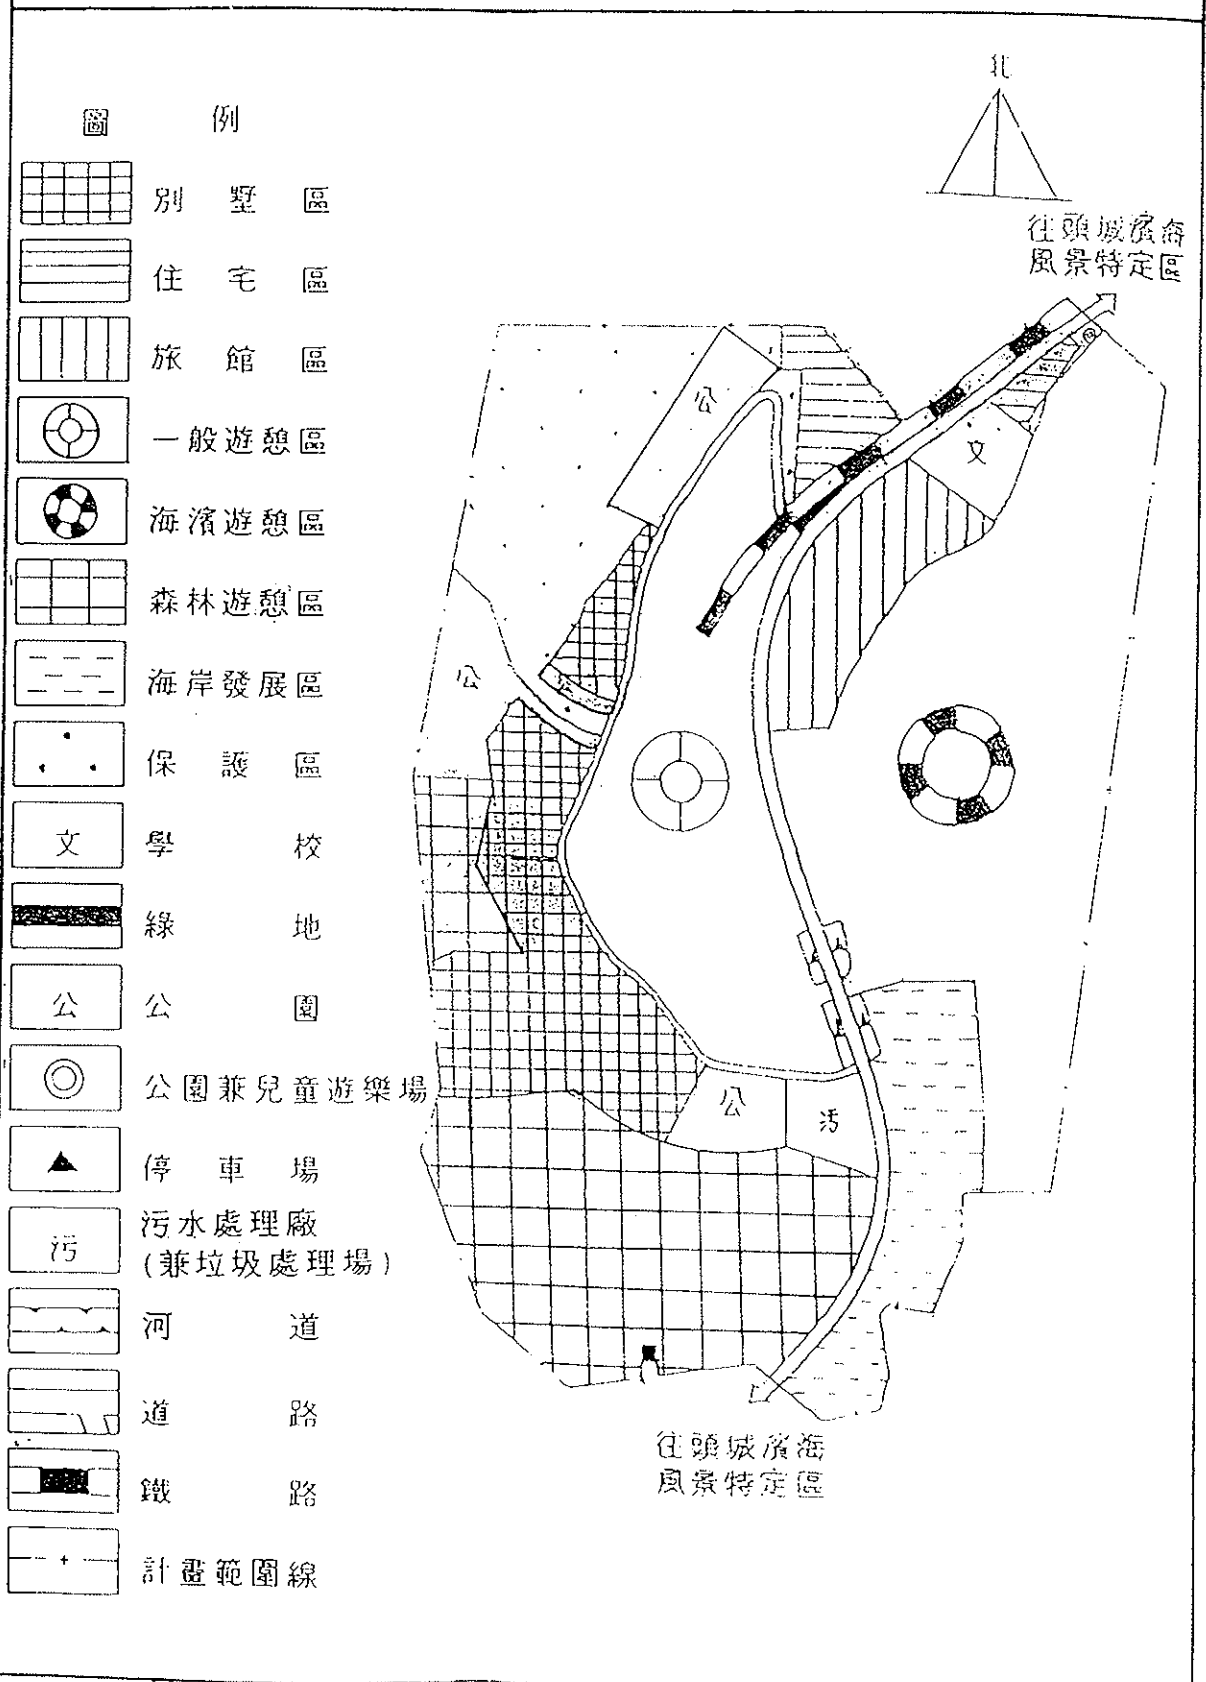 圖例
別墅區
住宅區
旅館區
一般遊憩區
海濱遊憩區
森林遊憩區
海岸發展區
保護區
文 學校
綠地
公 公園
公園兼兒童遊樂場
停車場
污 污水處理廠
(兼垃圾處理場)
河道
道路
鐵路
計畫範圍線
北
往頭城濱海
風景特定區
公
文
公
公
污
往頭城濱海
風景特定區